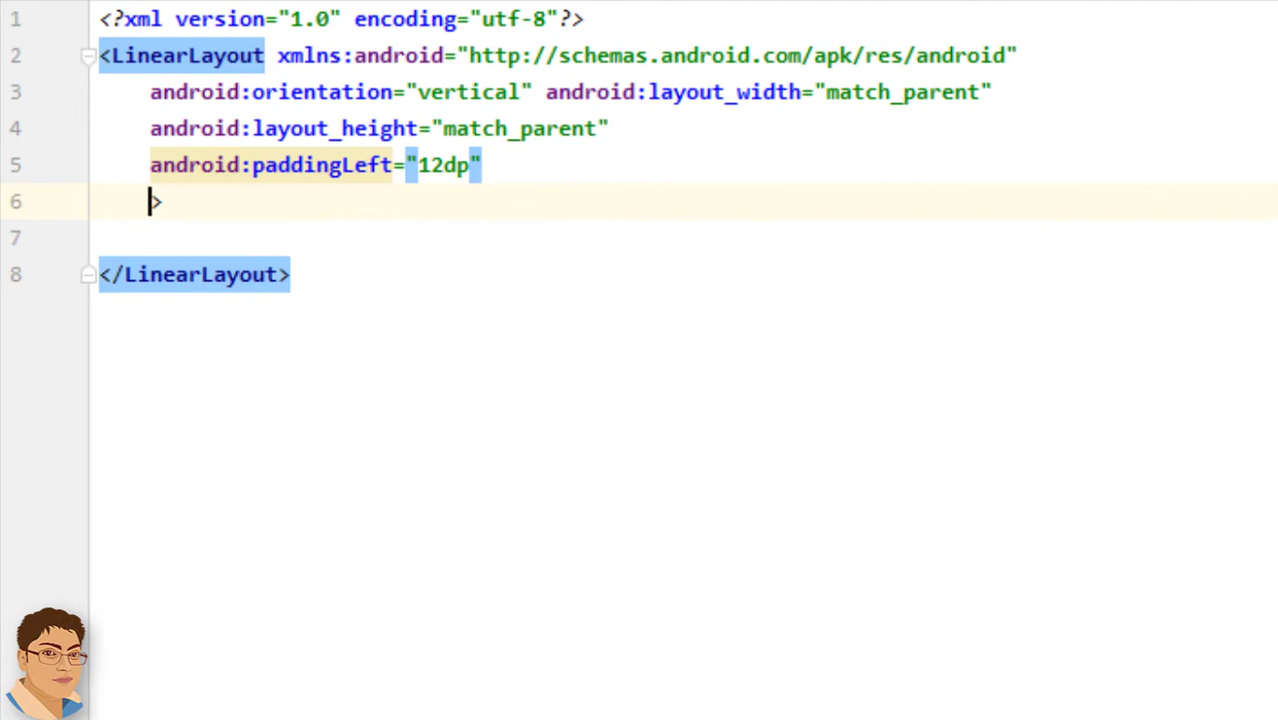 1 <?xml version="1.0" encoding="utf-8"?>
2 <LinearLayout xmlns:android="http://schemas.android.com/apk/res/android"
3 android:orientation="vertical" android:layout_width="match_parent"
4 android:layout_height="match_parent"
5 android:paddingLeft="12dp"
6 >
7
8 </LinearLayout>